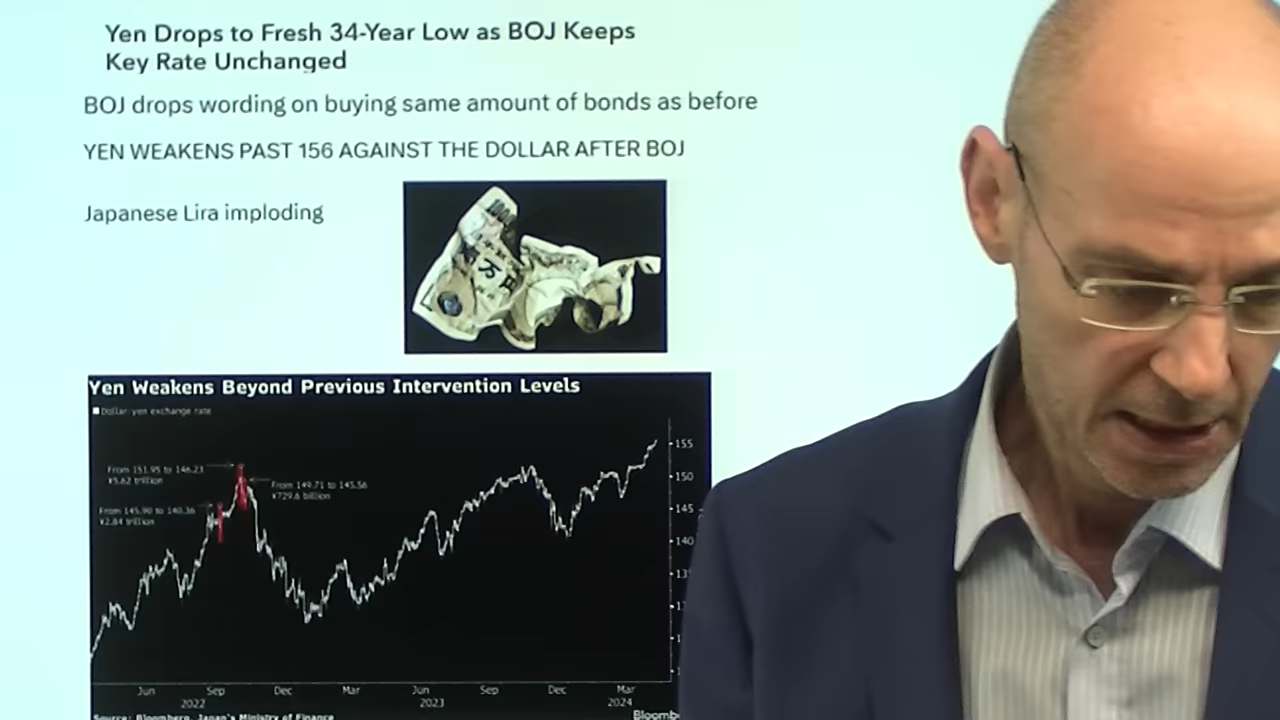 Yen Drops to Fresh 34-Year Low as BOJ Keeps
Key Rate Unchanged
BOJ drops wording on buying same amount of bonds as before
YEN WEAKENS PAST 156 AGAINST THE DOLLAR AFTER BOJ
Japanese Lira imploding
Yen Weakens Beyond Previous Intervention Levels
Dollar-yen exchange rate
From 151.95 to 146.23
¥5.62 trillion
From 149.71 to 145.56
¥729.6 billion
From 145.90 to 140.36
¥2.84 trillion
155
150
145
140
Jun Sep Dec Mar Jun Sep Dec Mar
2022 2023 2024
Source: Bloomberg, Japan's Ministry of Finance